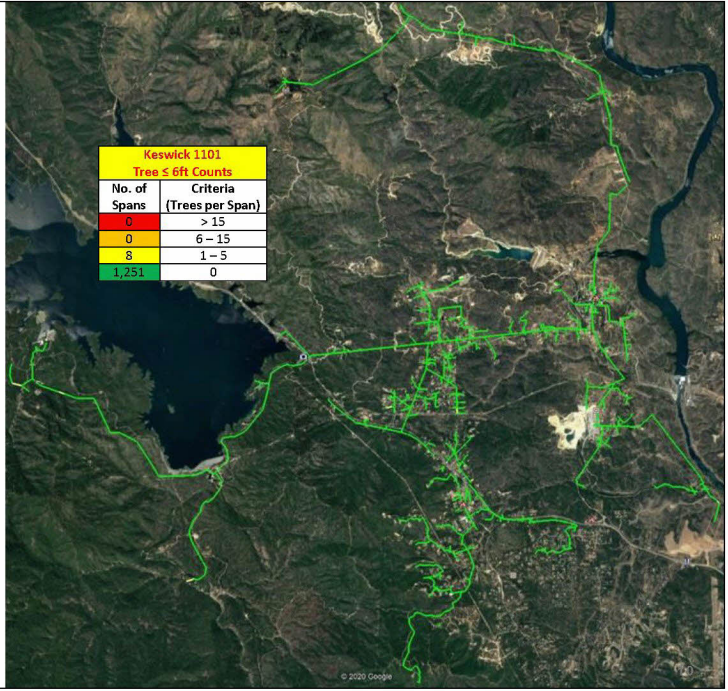 Keswick 1101
Tree ≤ 6ft Counts
No. of Spans Criteria (Trees per Span)
0 > 15
0 6 – 15
8 1 – 5
1,251 0
© 2020 Google